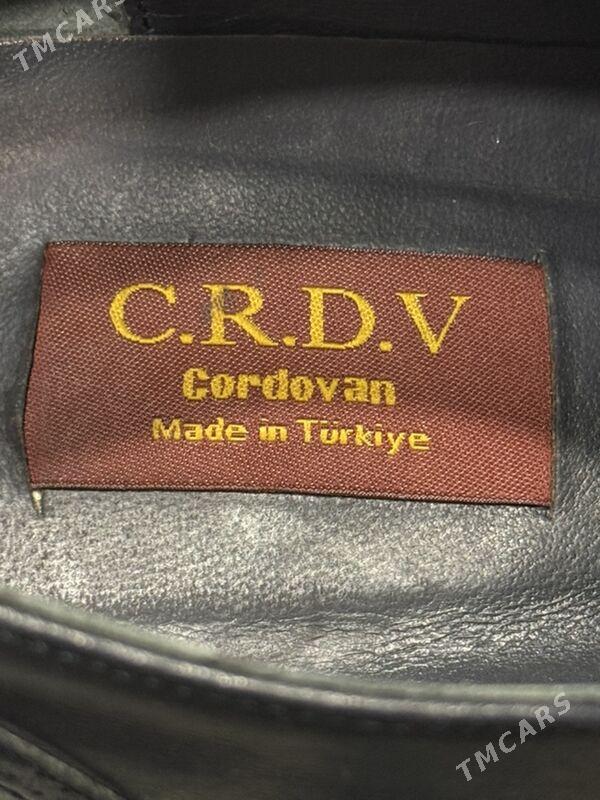 TMCARS
C.R.D.V
Cordovan
Made in Türkiye
TMCARS